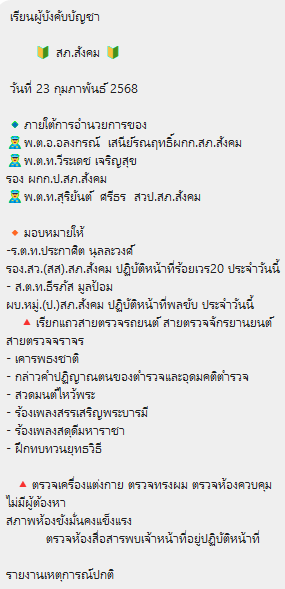 เรียนผู้บังคับบัญชา
🔰 สภ.สังคม 🔰
วันที่ 23 กุมภาพันธ์ 2568
🔹ภายใต้การอำนวยการของ
👮‍♂️พ.ต.อ.อลงกรณ์ เสนีย์รณฤทธิ์ผกก.สภ.สังคม
👮‍♂️พ.ต.ท.วีระเดช เจริญสุข
รอง ผกก.ป.สภ.สังคม
👮‍♂️พ.ต.ท.สุริยันต์ ศรีธร สวป.สภ.สังคม
🔸มอบหมายให้
-ร.ต.ท.ประกาศิต นุลละวงศ์
รอง.สว.(สส).สภ.สังคม ปฏิบัติหน้าที่ร้อยเวร20 ประจำวันนี้
- ส.ต.ท.ธีรภัส มูลป้อม
ผบ.หมู่.(ป.)สภ.สังคม ปฏิบัติหน้าที่พลขับ ประจำวันนี้
🔺เรียกแถวสายตรวจรถยนต์ สายตรวจจักรยานยนต์
สายตรวจจราจร
- เคารพธงชาติ
- กล่าวคำปฏิญาณตนของตำรวจและอุดมคติตำรวจ
- สวดมนต์ไหว้พระ
- ร้องเพลงสรรเสริญพระบารมี
- ร้องเพลงสดุดีมหาราชา
- ฝึกทบทวนยุทธวิธี
🔺ตรวจเครื่องแต่งกาย ตรวจทรงผม ตรวจห้องควบคุม
ไม่มีผู้ต้องหา
สภาพห้องขังมั่นคงแข็งแรง
ตรวจห้องสื่อสารพบเจ้าหน้าที่อยู่ปฏิบัติหน้าที่
รายงานเหตุการณ์ปกติ